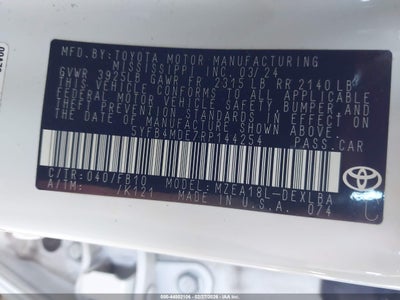 MFD.BY:TOYOTA MOTOR MANUFACTURING
MISSISSIPPI INC. 03/24
GVWR 3925LB GAWR FR 2315LB RR 2140LB
THIS VEHICLE CONFORMS TO ALL APPLICABLE
FEDERAL MOTOR VEHICLE SAFETY, BUMPER, AND
THEFT PREVENTION STANDARDS IN EFFECT ON
THE DATE OF MANUFACTURE SHOWN ABOVE.
5YFB4MDE7RP144254 PASS.CAR
C/TR:040/FB10 MODEL:MZEA18L-DEXLBA
A/TM: /K121 U.S.A. 074
TOYOTA
C